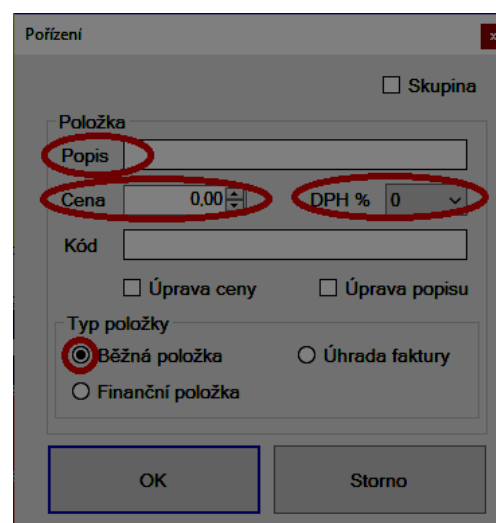 Pořízení x
Skupina
Položka
Popis
Cena 0,00 DPH % 0
Kód
Úprava ceny Úprava popisu
Typ položky
Běžná položka Úhrada faktury
Finanční položka
OK Storno